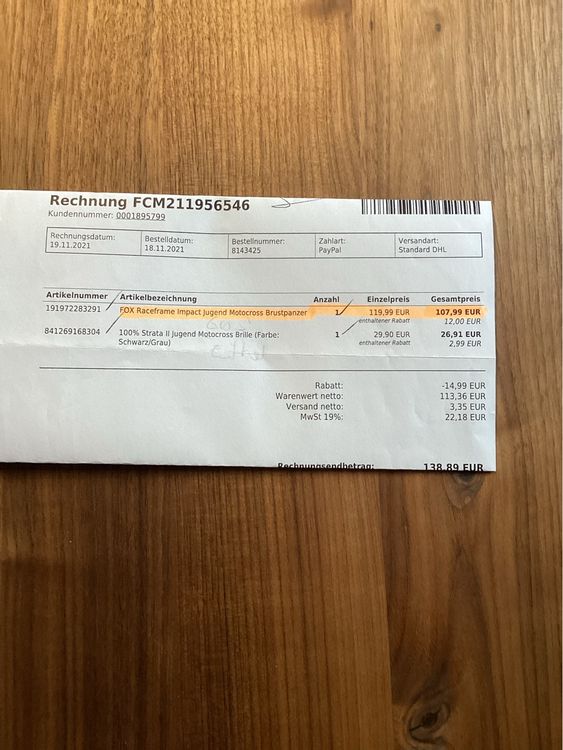 Rechnung FCM211956546
Kundennummer: 0001895799
Rechnungsdatum: Bestelldatum: Bestellnummer: Zahlart: Versandart:
19.11.2021 18.11.2021 8143425 PayPal Standard DHL
Artikelnummer Artikelbezeichnung Anzahl Einzelpreis Gesamtpreis
191972283291 FOX Raceframe Impact Jugend Motocross Brustpanzer 1 119,99 EUR 107,99 EUR
enthaltener Rabatt 12,00 EUR
841269168304 100% Strata II Jugend Motocross Brille (Farbe: 1 29,90 EUR 26,91 EUR
Schwarz/Grau) enthaltener Rabatt 2,99 EUR
Rabatt: -14,99 EUR
Warenwert netto: 113,36 EUR
Versand netto: 3,35 EUR
MwSt 19%: 22,18 EUR
Rechnungsendbetrag: 138,89 EUR